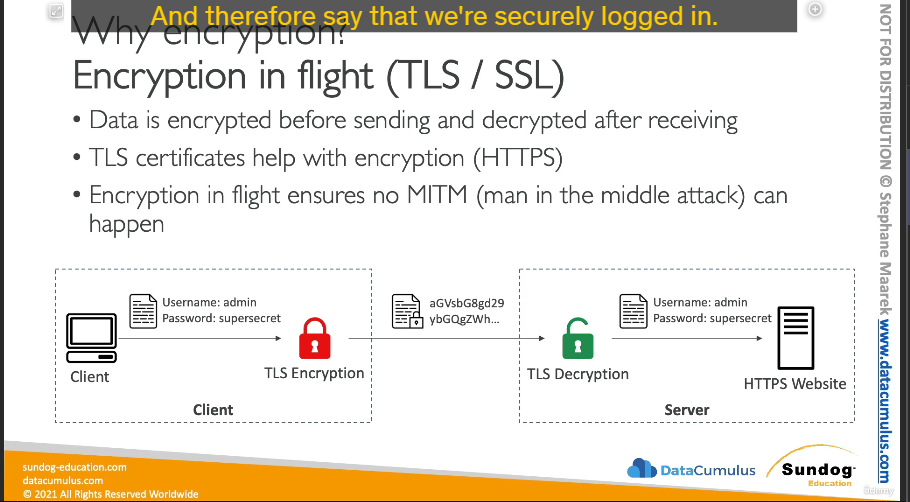 And therefore say that we're securely logged in.
Why encryption?
Encryption in flight (TLS / SSL)
• Data is encrypted before sending and decrypted after receiving
• TLS certificates help with encryption (HTTPS)
• Encryption in flight ensures no MITM (man in the middle attack) can
happen
Username: admin
Password: supersecret
aGVsbG8gd29
ybGQgZWh...
Username: admin
Password: supersecret
Client
TLS Encryption
TLS Decryption
HTTPS Website
Client
Server
sundog-education.com
datacumulus.com
© 2021 All Rights Reserved Worldwide
DataCumulus
Sundog
Education
NOT FOR DISTRIBUTION © Stephane Maarek www.datacumulus.com
Udemy